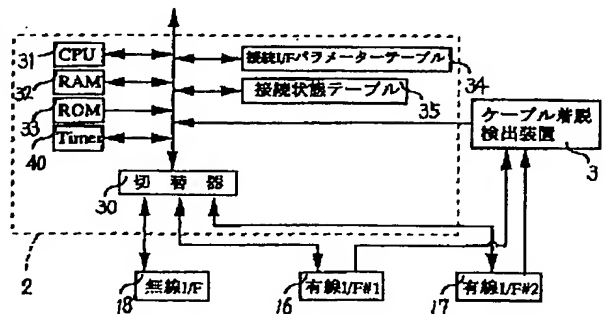 31 CPU
32 RAM
33 ROM
40 Timer
接続I/Fパラメーターテーブル 34
接続状態テーブル 35
ケーブル着脱
検出装置
3
30 切替器
2
18 無線I/F
16 有線I/F#1
17 有線I/F#2